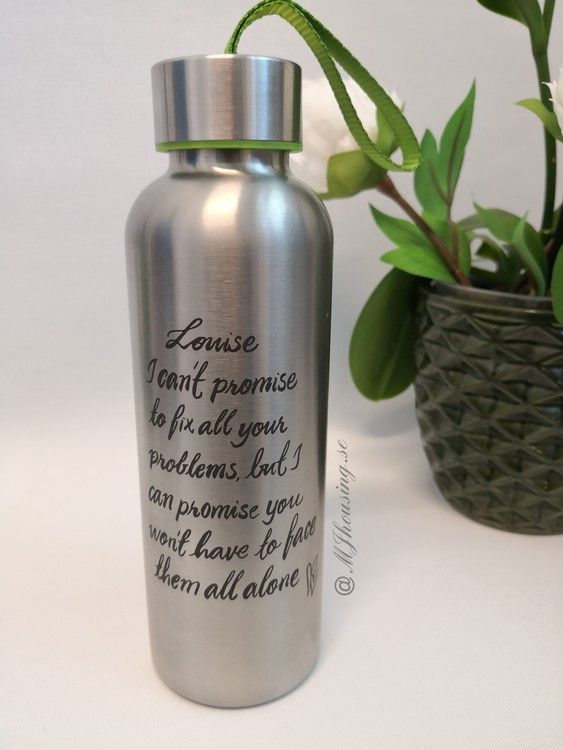 Louise
I can't promise
to fix all your
problems, but I
can promise you
won't have to face
them all alone
@MJhousing.se